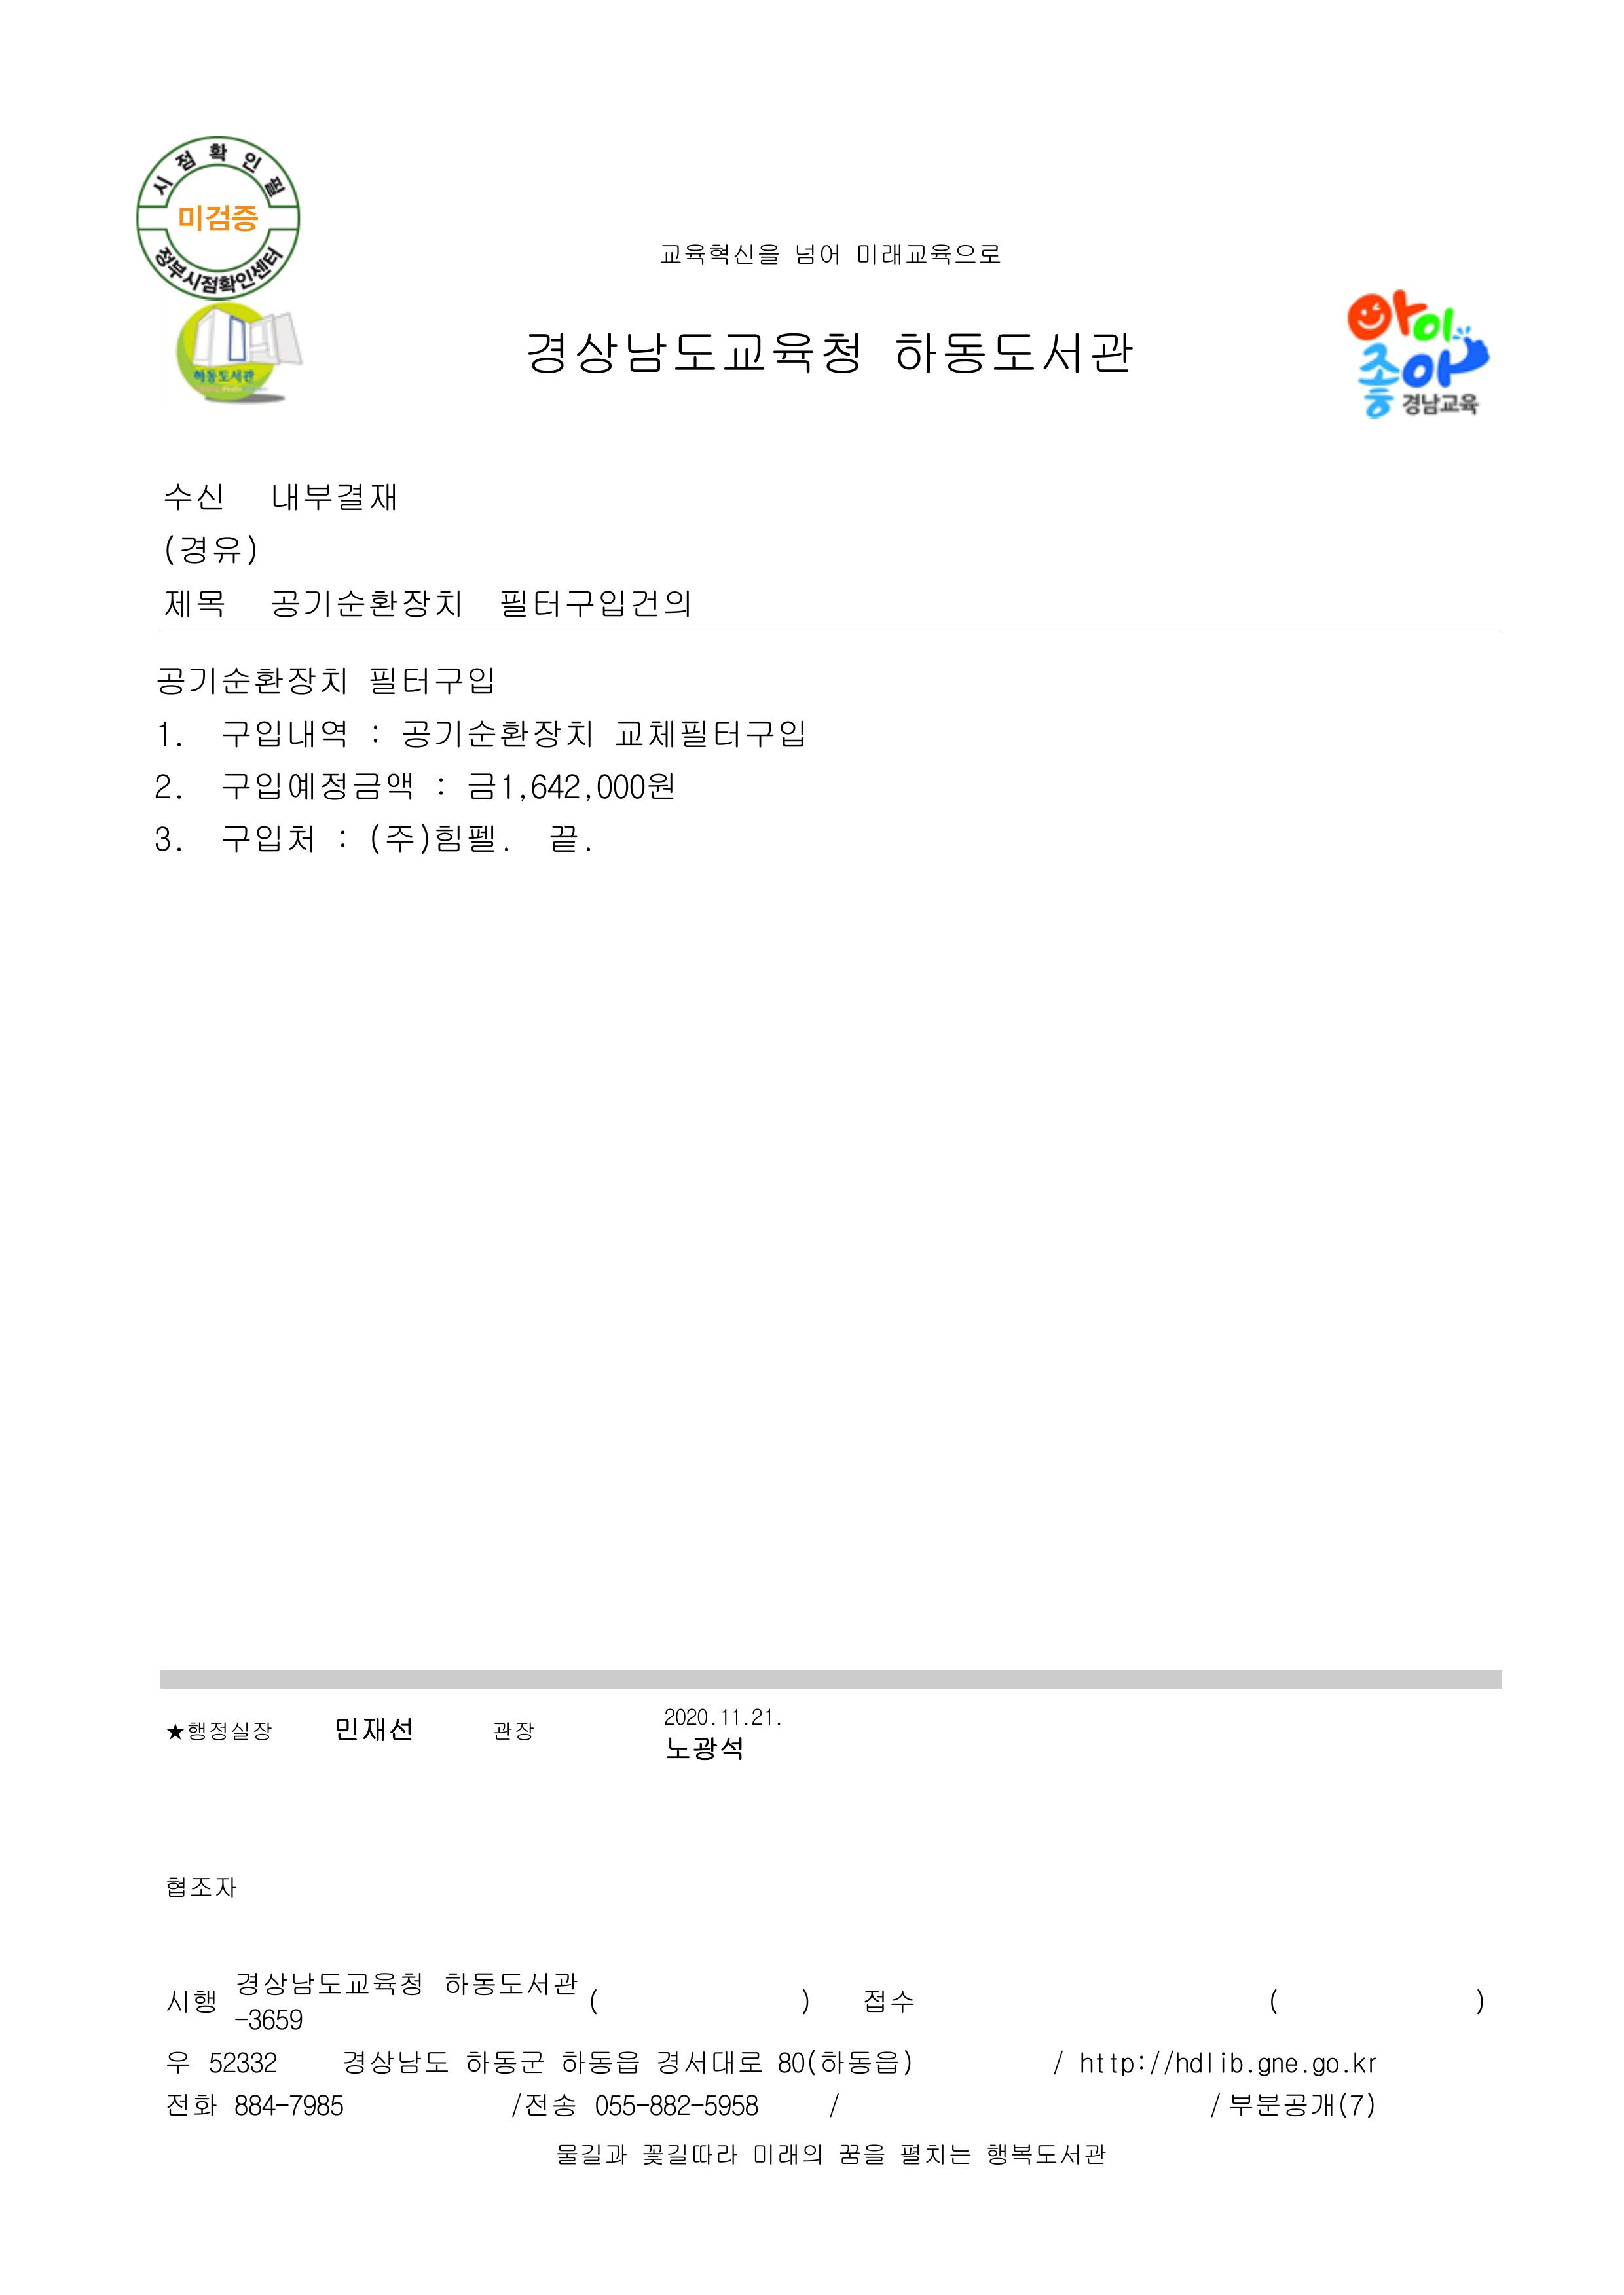 시점확인필
미검증
정부시점확인센터
교육혁신을 넘어 미래교육으로
하동도서관
경상남도교육청 하동도서관
아이좋아
경남교육
수신 내부결재
(경유)
제목 공기순환장치 필터구입건의
공기순환장치 필터구입
1. 구입내역 : 공기순환장치 교체필터구입
2. 구입예정금액 : 금1,642,000원
3. 구입처 : (주)힘펠. 끝.
★행정실장 민재선 관장 2020.11.21.
노광석
협조자
시행 경상남도교육청 하동도서관
-3659 ( ) 접수 ( )
우 52332 경상남도 하동군 하동읍 경서대로 80(하동읍) / http://hdlib.gne.go.kr
전화 884-7985 /전송 055-882-5958 / / 부분공개(7)
물길과 꽃길따라 미래의 꿈을 펼치는 행복도서관